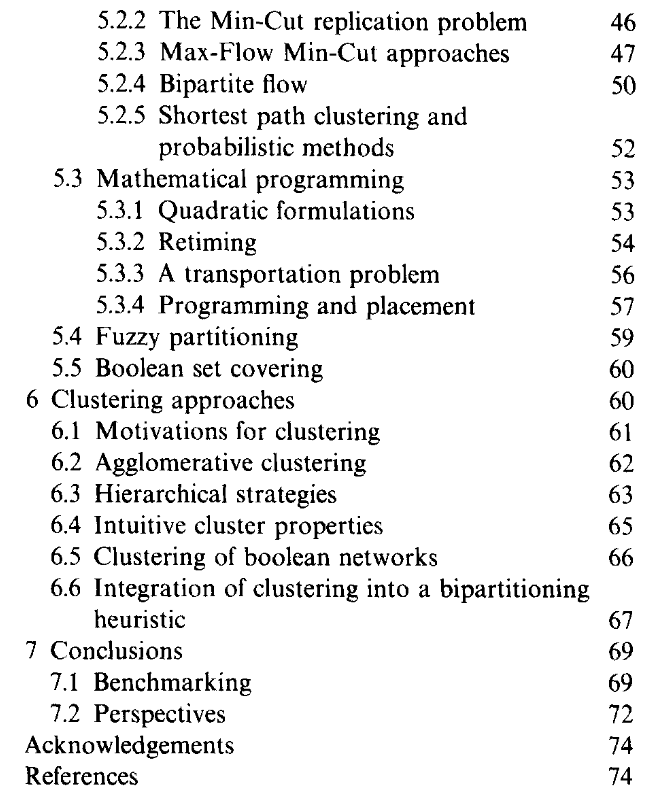 5.2.2 The Min-Cut replication problem 46
5.2.3 Max-Flow Min-Cut approaches 47
5.2.4 Bipartite flow 50
5.2.5 Shortest path clustering and
probabilistic methods 52
5.3 Mathematical programming 53
5.3.1 Quadratic formulations 53
5.3.2 Retiming 54
5.3.3 A transportation problem 56
5.3.4 Programming and placement 57
5.4 Fuzzy partitioning 59
5.5 Boolean set covering 60
6 Clustering approaches 60
6.1 Motivations for clustering 61
6.2 Agglomerative clustering 62
6.3 Hierarchical strategies 63
6.4 Intuitive cluster properties 65
6.5 Clustering of boolean networks 66
6.6 Integration of clustering into a bipartitioning
heuristic 67
7 Conclusions 69
7.1 Benchmarking 69
7.2 Perspectives 72
Acknowledgements 74
References 74